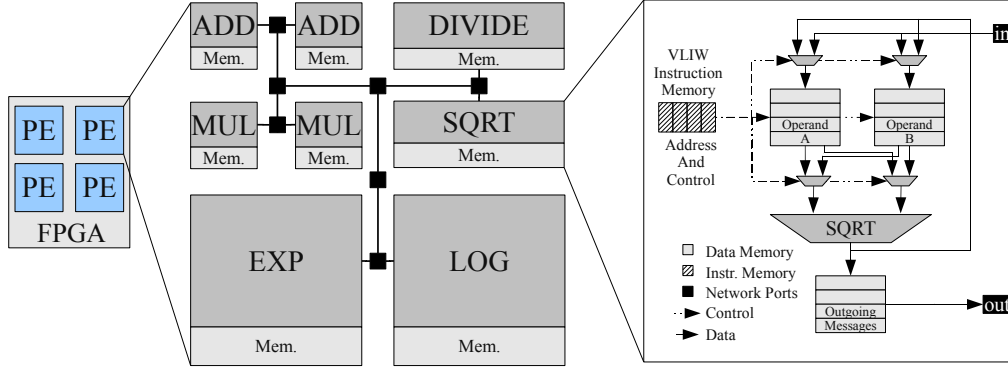 PE
PE
PE
PE
FPGA
ADD
Mem.
ADD
Mem.
DIVIDE
Mem.
MUL
Mem.
MUL
Mem.
SQRT
Mem.
EXP
Mem.
LOG
Mem.
in
VLIW
Instruction
Memory
Address
And
Control
Operand
A
Operand
B
SQRT
Outgoing
Messages
out
Data Memory
Instr. Memory
Network Ports
Control
Data